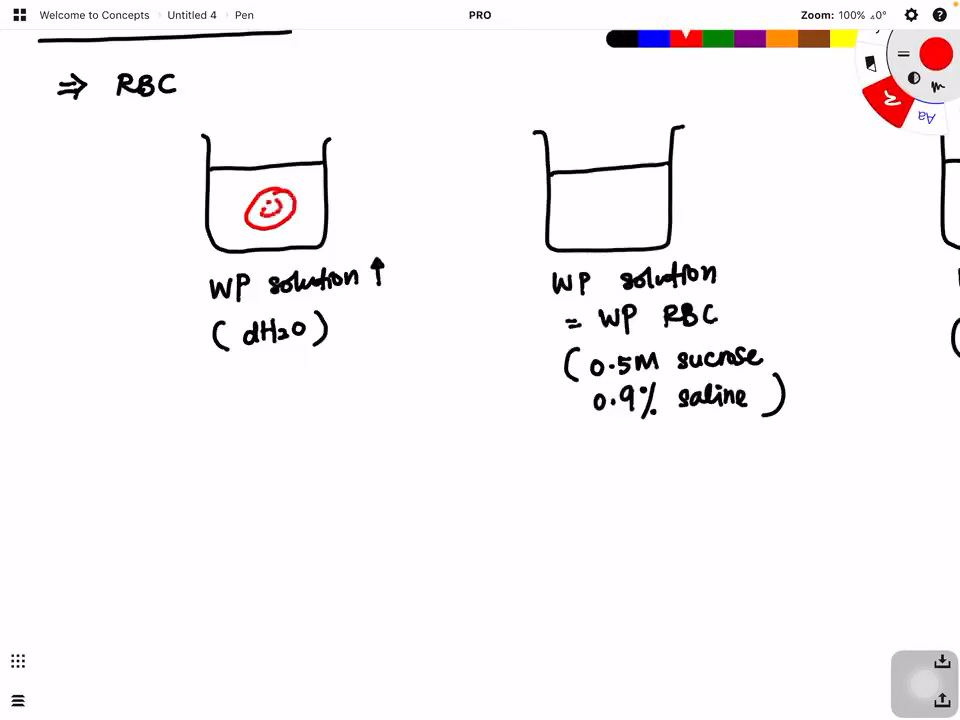 Welcome to Concepts › Untitled 4 › Pen
PRO
Zoom: 100% ⊿0°
Aa
⇒ RBC
WP solution ↑
(dH2O)
WP solution
= WP RBC
(0.5M sucrose
0.9% saline)